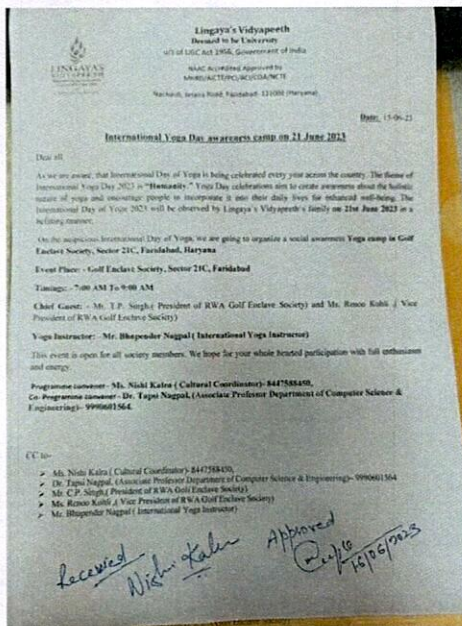 Lingaya's Vidyapeeth
Deemed to be University
u/s of UGC Act 1956, Government of India
NAAC Accredited Approved by
MHRD/AICTE/PCI/BCI/COA/NCTE
Nachauli, Jasana Road, Faridabad- 121002 (Haryana)
LINGAYA'S
VIDYAPEETH
Date: 15-06-23
International Yoga Day awareness camp on 21 June 2023
Dear all
As we are aware, that International Day of Yoga is being celebrated every year across the country. The theme of
International Yoga Day 2023 is "Humanity." Yoga Day celebrations aim to create awareness about the holistic
nature of yoga and encourage people to incorporate it into their daily lives for enhanced well-being. The
International Day of Yoga 2023 will be observed by Lingaya's Vidyapeeth's family on 21st June 2023 in a
befitting manner.
On the auspicious International Day of Yoga, we are going to organize a social awareness Yoga camp in Golf
Enclave Society, Sector 21C, Faridabad, Haryana
Event Place: - Golf Enclave Society, Sector 21C, Faridabad
Timings: - 7:00 AM To 9:00 AM
Chief Guest: - Mr. T.P. Singh,( President of RWA Golf Enclave Society) and Ms. Renoo Kohli ,( Vice
President of RWA Golf Enclave Society)
Yoga Instructor: - Mr. Bhupender Nagpal ( International Yoga Instructor)
This event is open for all society members. We hope for your whole hearted participation with full enthusiasm
and energy.
Programme convener - Ms. Nishi Kalra ( Cultural Coordinator)- 8447588450,
Co- Programme convener - Dr. Tapsi Nagpal, (Associate Professor Department of Computer Science &
Engineering)- 9990601564.
CC to-
Ms. Nishi Kalra ( Cultural Coordinator)- 8447588450,
Dr. Tapsi Nagpal, (Associate Professor Department of Computer Science & Engineering)- 9990601564
Mr. C.P. Singh,( President of RWA Golf Enclave Society)
Ms. Renoo Kohli ,( Vice President of RWA Golf Enclave Society)
Mr. Bhupender Nagpal ( International Yoga Instructor)
Received
Nishi Kalra
Approved
16/06/2023